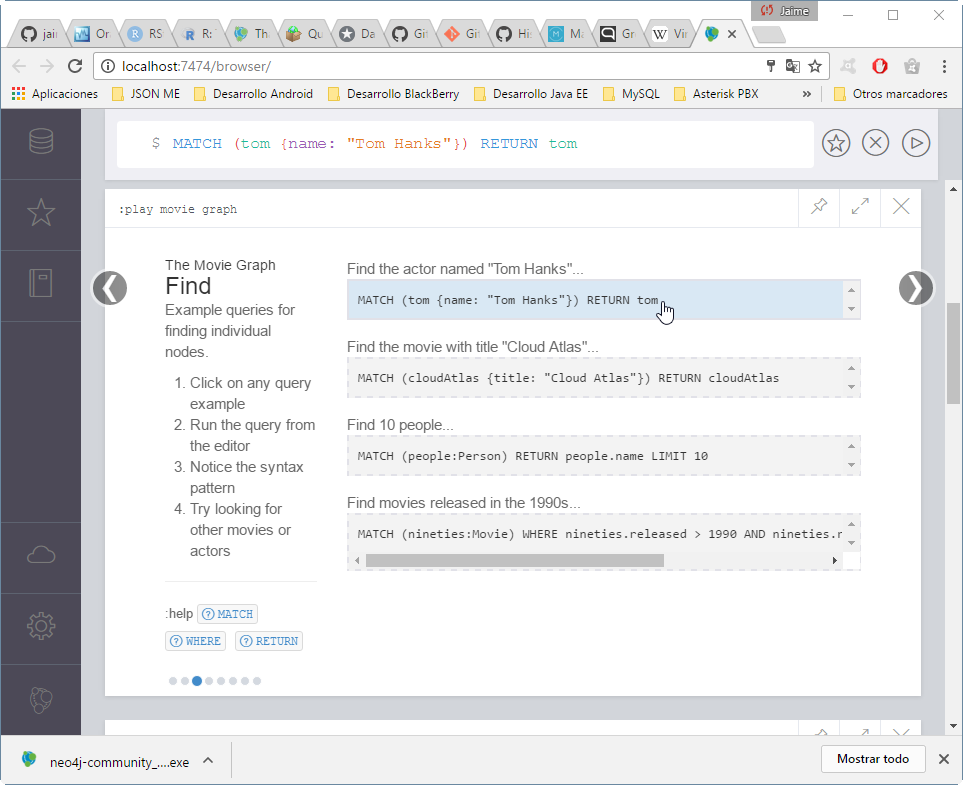 Jaime
jai
Or
RS
R:
Th
Qu
Da
Git
Git
His
Ma
Gr
Vir
localhost:7474/browser/
Aplicaciones JSON ME Desarrollo Android Desarrollo BlackBerry Desarrollo Java EE MySQL Asterisk PBX » Otros marcadores
$ MATCH (tom {name: "Tom Hanks"}) RETURN tom
:play movie graph
The Movie Graph
Find
Example queries for
finding individual
nodes.
1. Click on any query
example
2. Run the query from
the editor
3. Notice the syntax
pattern
4. Try looking for
other movies or
actors
:help MATCH
WHERE RETURN
Find the actor named "Tom Hanks"...
MATCH (tom {name: "Tom Hanks"}) RETURN tom
Find the movie with title "Cloud Atlas"...
MATCH (cloudAtlas {title: "Cloud Atlas"}) RETURN cloudAtlas
Find 10 people...
MATCH (people:Person) RETURN people.name LIMIT 10
Find movies released in the 1990s...
MATCH (nineties:Movie) WHERE nineties.released > 1990 AND nineties.r
neo4j-community_....exe
Mostrar todo